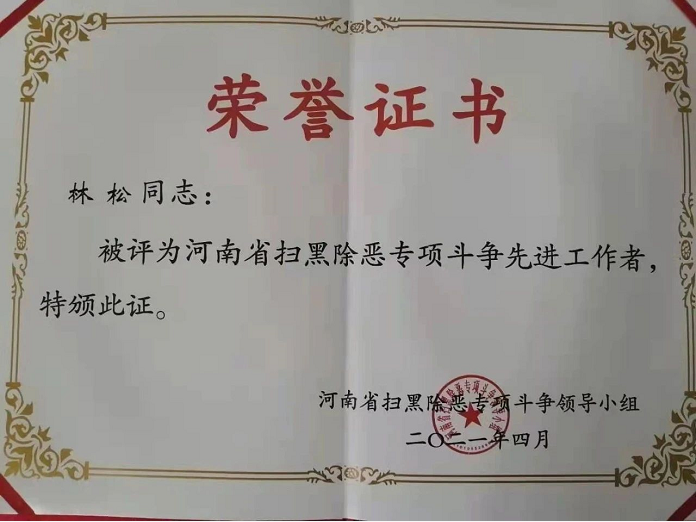 荣誉证书
林松同志：
被评为河南省扫黑除恶专项斗争先进工作者，
特颁此证。
河南省扫黑除恶专项斗争领导小组
二〇二一年四月